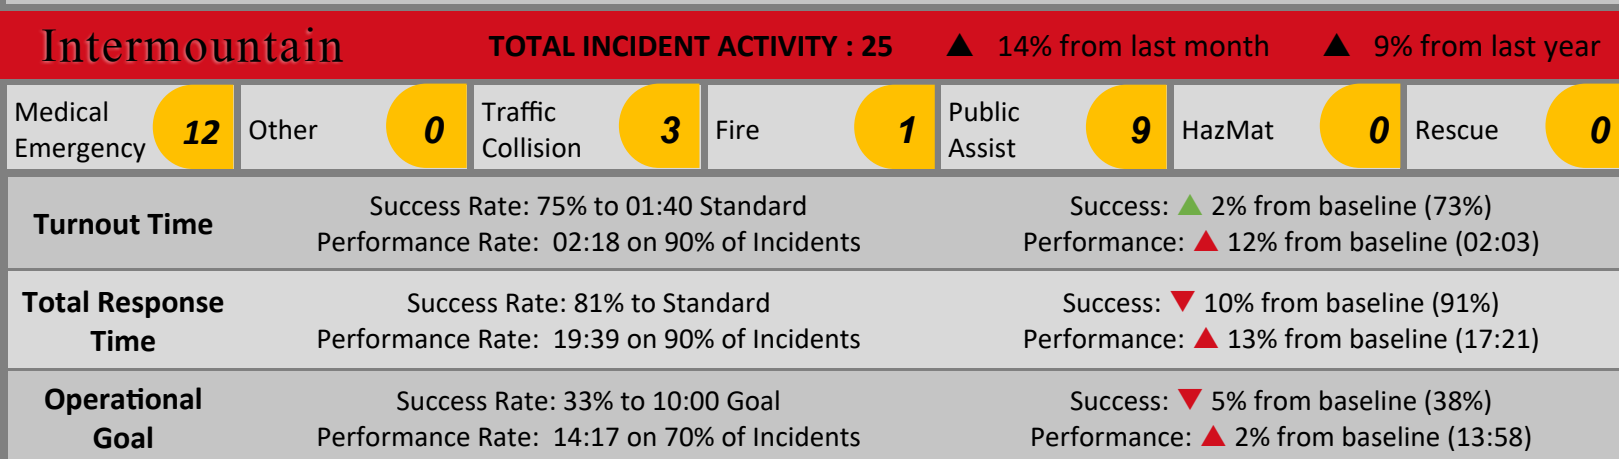 Intermountain TOTAL INCIDENT ACTIVITY : 25 ▲ 14% from last month ▲ 9% from last year
Medical Emergency 12
Other 0
Traffic Collision 3
Fire 1
Public Assist 9
HazMat 0
Rescue 0
Turnout Time
Success Rate: 75% to 01:40 Standard
Performance Rate: 02:18 on 90% of Incidents
Success: ▲ 2% from baseline (73%)
Performance: ▲ 12% from baseline (02:03)
Total Response
Time
Success Rate: 81% to Standard
Performance Rate: 19:39 on 90% of Incidents
Success: ▼ 10% from baseline (91%)
Performance: ▲ 13% from baseline (17:21)
Operational
Goal
Success Rate: 33% to 10:00 Goal
Performance Rate: 14:17 on 70% of Incidents
Success: ▼ 5% from baseline (38%)
Performance: ▲ 2% from baseline (13:58)